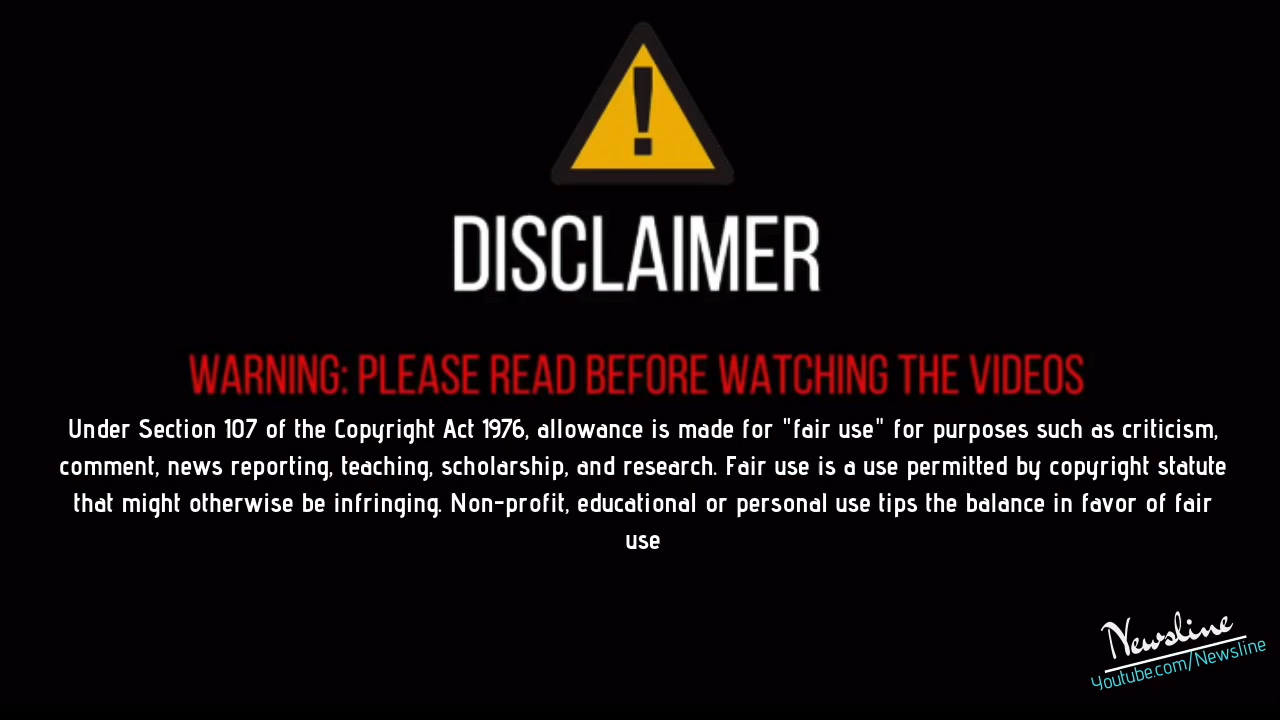 !
DISCLAIMER
WARNING: PLEASE READ BEFORE WATCHING THE VIDEOS
Under Section 107 of the Copyright Act 1976, allowance is made for "fair use" for purposes such as criticism,
comment, news reporting, teaching, scholarship, and research. Fair use is a use permitted by copyright statute
that might otherwise be infringing. Non-profit, educational or personal use tips the balance in favor of fair
use
Newsline
Youtube.com/Newsline